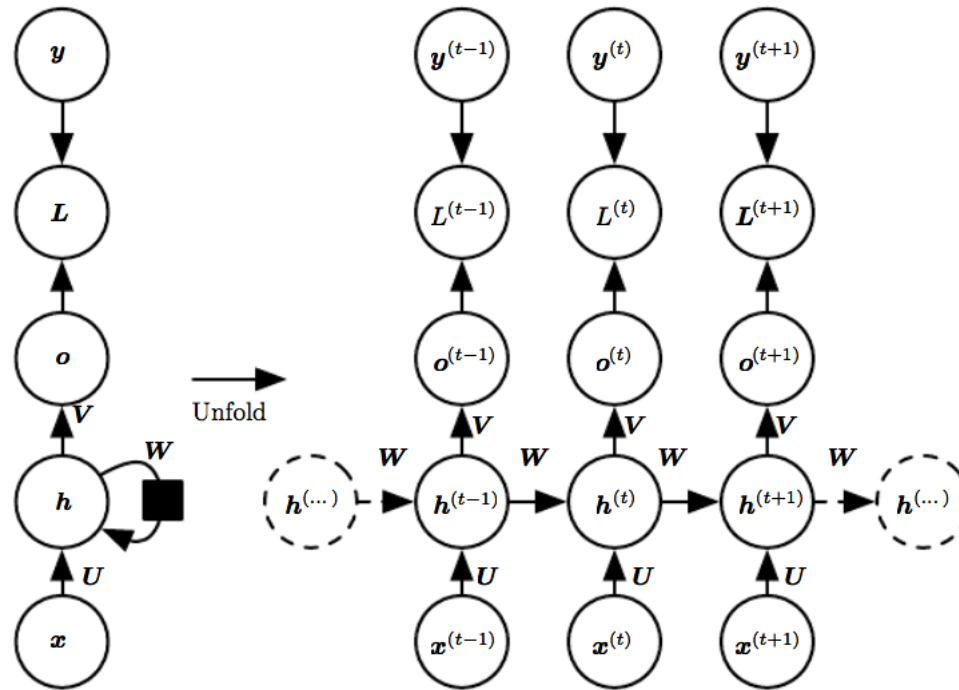 y y^(t−1) y^(t) y^(t+1)
L L^(t−1) L^(t) L^(t+1)
o o^(t−1) o^(t) o^(t+1)
Unfold
V V V V
W W W W W
h h^(...) h^(t−1) h^(t) h^(t+1) h^(...)
U U U U
x x^(t−1) x^(t) x^(t+1)